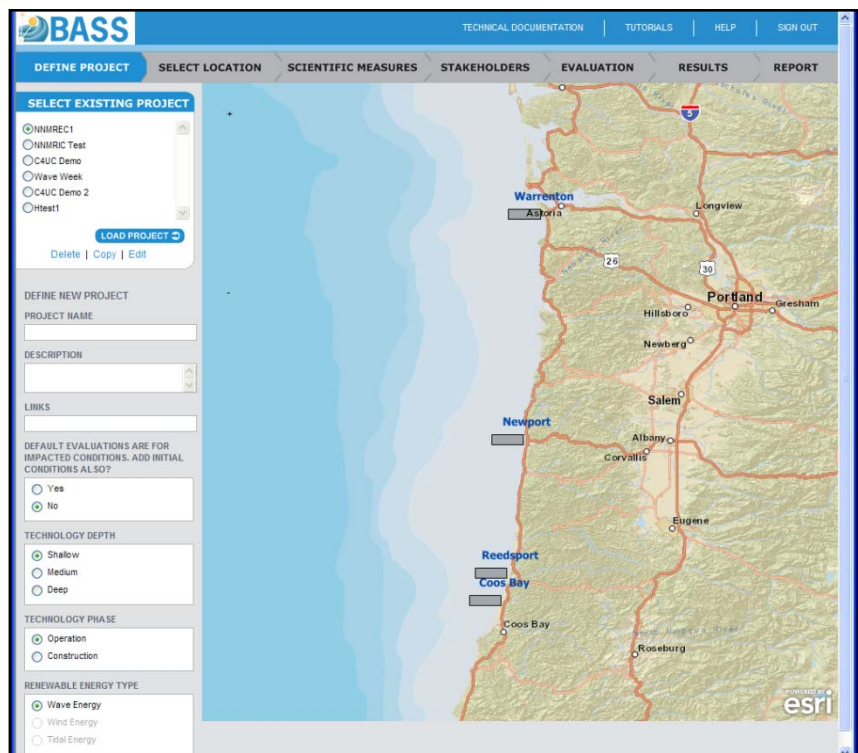 BASS
TECHNICAL DOCUMENTATION | TUTORIALS | HELP | SIGN OUT
DEFINE PROJECT SELECT LOCATION SCIENTIFIC MEASURES STAKEHOLDERS EVALUATION RESULTS REPORT
SELECT EXISTING PROJECT
NNMREC1
NNMRIC Test
C4UC Demo
Wave Week
C4UC Demo 2
Htest1
LOAD PROJECT
Delete | Copy | Edit
DEFINE NEW PROJECT
PROJECT NAME
DESCRIPTION
LINKS
DEFAULT EVALUATIONS ARE FOR
IMPACTED CONDITIONS. ADD INITIAL
CONDITIONS ALSO?
Yes
No
TECHNOLOGY DEPTH
Shallow
Medium
Deep
TECHNOLOGY PHASE
Operation
Construction
RENEWABLE ENERGY TYPE
Wave Energy
Wind Energy
Tidal Energy
+
-
5
Warrenton
Astoria
Longview
26
30
Portland
Gresham
Hillsboro
Newberg
Salem
Newport
Albany
Corvallis
Eugene
Reedsport
Coos Bay
Coos Bay
North Umpqua River
Roseburg
POWERED BY
esri